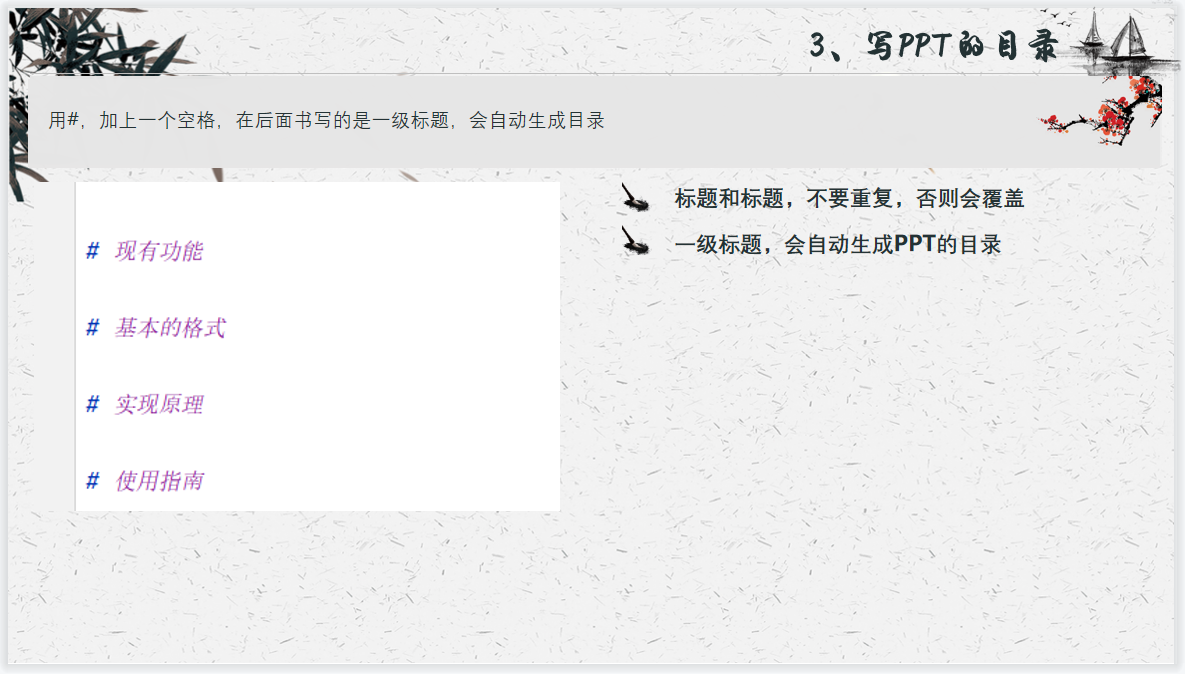 3、写PPT的目录
用#，加上一个空格，在后面书写的是一级标题，会自动生成目录
# 现有功能
# 基本的格式
# 实现原理
# 使用指南
标题和标题，不要重复，否则会覆盖
一级标题，会自动生成PPT的目录